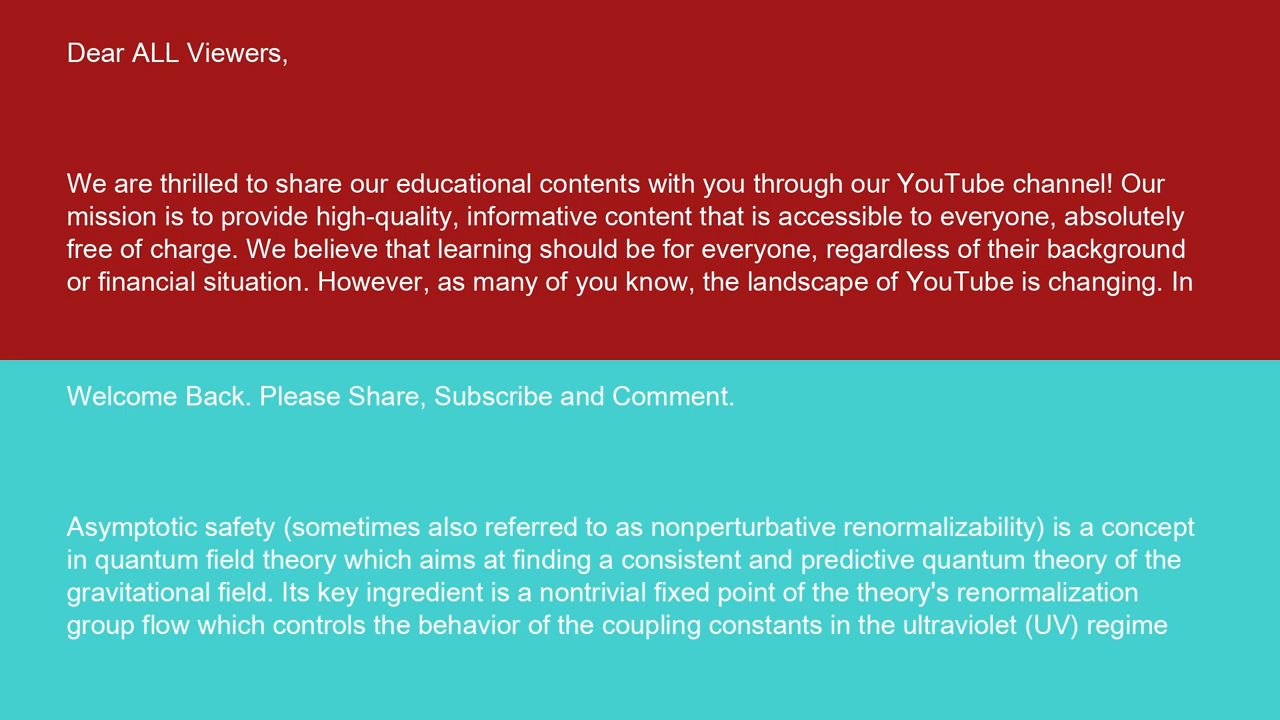 Dear ALL Viewers,
We are thrilled to share our educational contents with you through our YouTube channel! Our
mission is to provide high-quality, informative content that is accessible to everyone, absolutely
free of charge. We believe that learning should be for everyone, regardless of their background
or financial situation. However, as many of you know, the landscape of YouTube is changing. In
Welcome Back. Please Share, Subscribe and Comment.
Asymptotic safety (sometimes also referred to as nonperturbative renormalizability) is a concept
in quantum field theory which aims at finding a consistent and predictive quantum theory of the
gravitational field. Its key ingredient is a nontrivial fixed point of the theory's renormalization
group flow which controls the behavior of the coupling constants in the ultraviolet (UV) regime